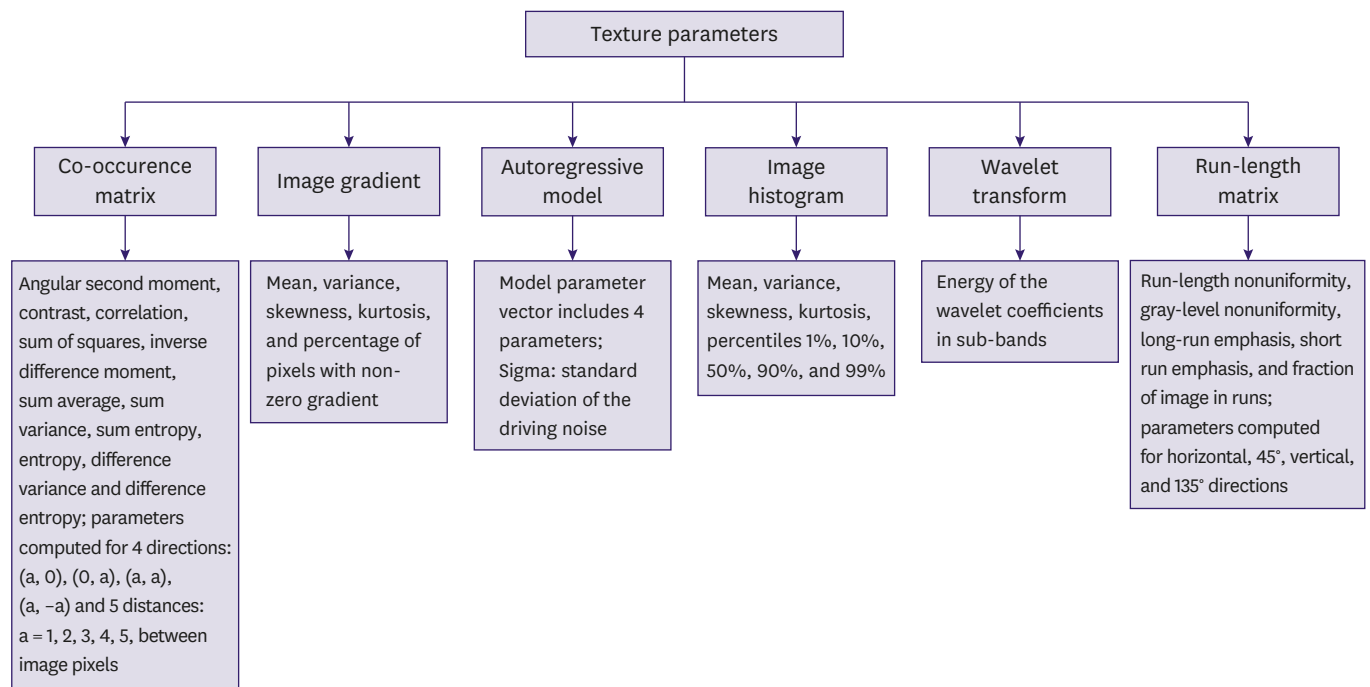 Texture parameters
Co-occurence
matrix
Image gradient
Autoregressive
model
Image
histogram
Wavelet
transform
Run-length
matrix
Angular second moment,
contrast, correlation,
sum of squares, inverse
difference moment,
sum average, sum
variance, sum entropy,
entropy, difference
variance and difference
entropy; parameters
computed for 4 directions:
(a, 0), (0, a), (a, a),
(a, −a) and 5 distances:
a = 1, 2, 3, 4, 5, between
image pixels
Mean, variance,
skewness, kurtosis,
and percentage of
pixels with non-
zero gradient
Model parameter
vector includes 4
parameters;
Sigma: standard
deviation of the
driving noise
Mean, variance,
skewness, kurtosis,
percentiles 1%, 10%,
50%, 90%, and 99%
Energy of the
wavelet coefficients
in sub-bands
Run-length nonuniformity,
gray-level nonuniformity,
long-run emphasis, short
run emphasis, and fraction
of image in runs;
parameters computed
for horizontal, 45°, vertical,
and 135° directions